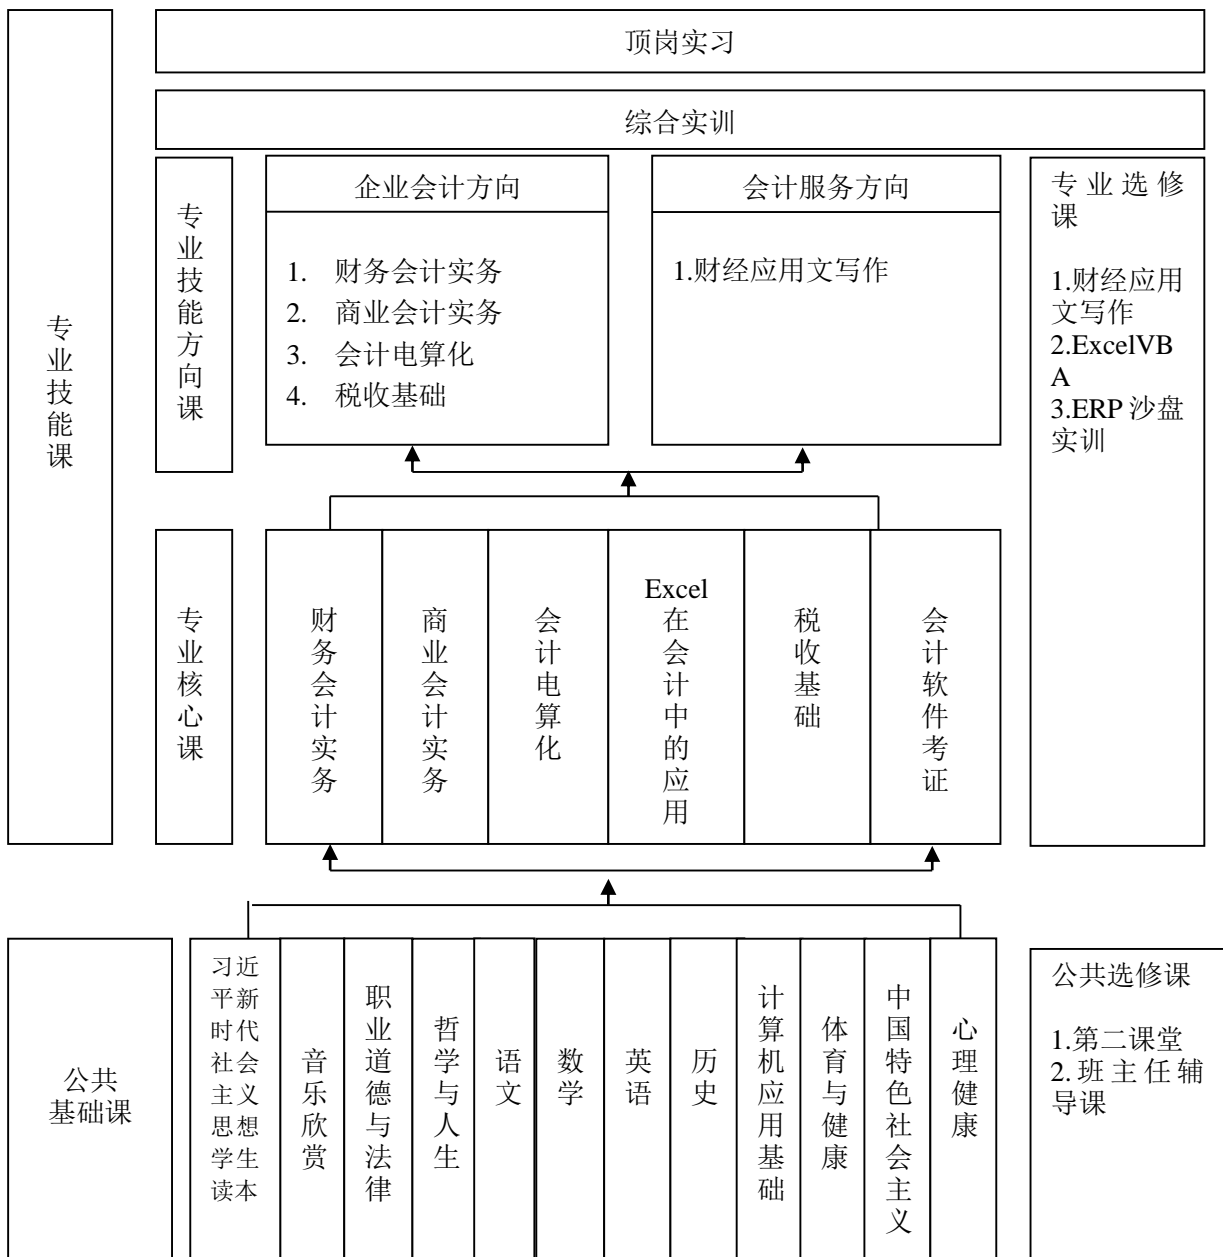 顶岗实习
综合实训
专业技能课
专业技能方向课
企业会计方向
1. 财务会计实务
2. 商业会计实务
3. 会计电算化
4. 税收基础
会计服务方向
1.财经应用文写作
专业选修
课
1.财经应用
文写作
2.ExcelVB
A
3.ERP 沙盘
实训
专业核心课
财务会计实务
商业会计实务
会计电算化
Excel
在会计中的应用
税收基础
会计软件考证
公共
基础课
习近
平新
时代
社会
主义
思想
学生
读本
音乐欣赏
职业道德与法律
哲学与人生
语文
数学
英语
历史
计算机应用基础
体育与健康
中国特色社会主义
心理健康
公共选修课
1.第二课堂
2.班主任辅
导课